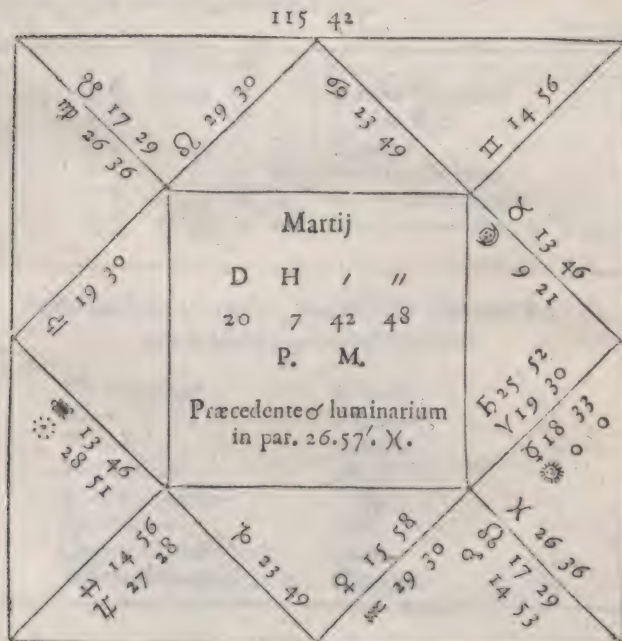 115 42
☋ 17 29
♍ 26 36
♌ 29 30
♋ 23 49
♊ 14 56
♉ 13 46
9 21
Martij
D H ′ ″
20 7 42 48
P. M.
Præcedente ☌ luminarium
in par. 26.57′. ♓.
♎ 19 30
13 46
28 51
♄ 25 52
♈ 19 30
18 33
0 0
♐ 14 56
♃ 27 28
♑ 23 49
♀ 15 58
♒ 29 30
♓ 26 36
☊ 17 29
14 53